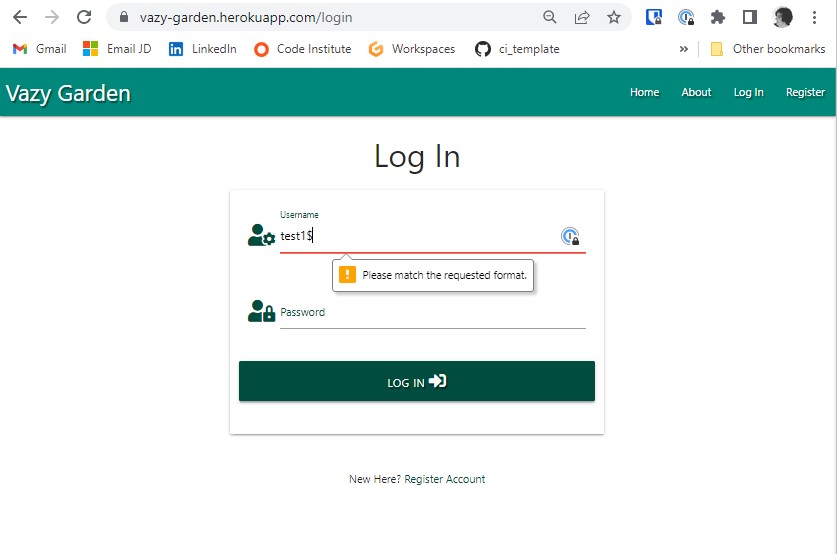 vazy-garden.herokuapp.com/login
Gmail Email JD LinkedIn Code Institute Workspaces ci_template » Other bookmarks
Vazy Garden Home About Log In Register
Log In
Username
test1$
Please match the requested format.
Password
LOG IN
New Here? Register Account